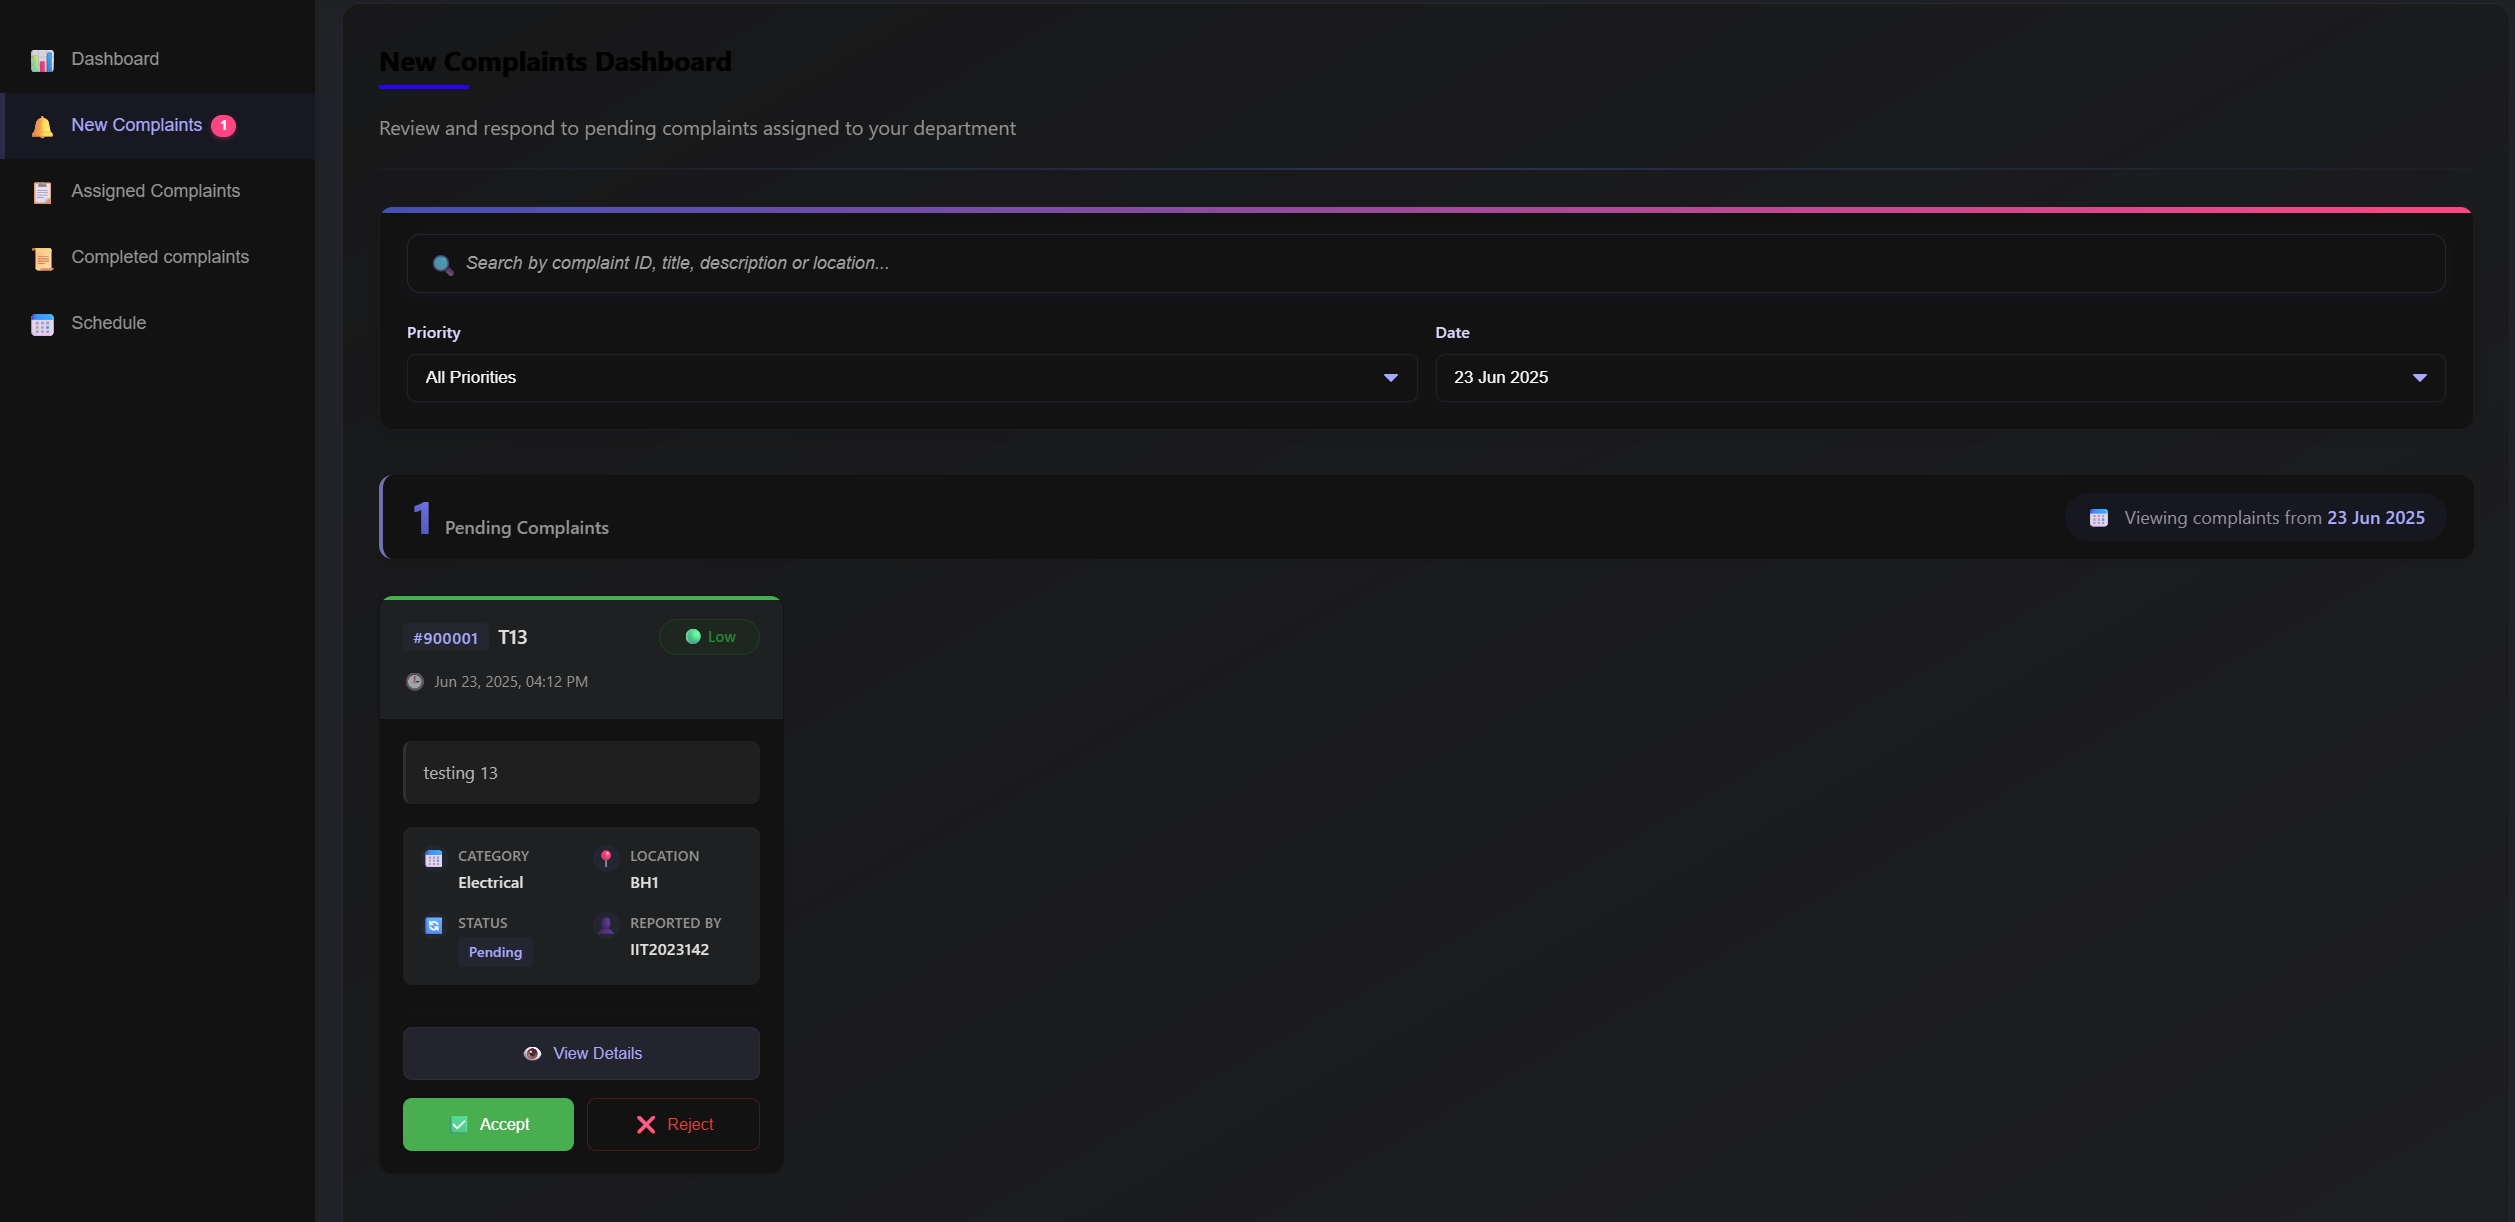 Dashboard
New Complaints 1
Assigned Complaints
Completed complaints
Schedule
New Complaints Dashboard
Review and respond to pending complaints assigned to your department
Search by complaint ID, title, description or location...
Priority
Date
All Priorities
23 Jun 2025
1 Pending Complaints
Viewing complaints from 23 Jun 2025
#900001 T13
Low
Jun 23, 2025, 04:12 PM
testing 13
CATEGORY
LOCATION
Electrical
BH1
STATUS
REPORTED BY
Pending
IIT2023142
View Details
Accept
Reject